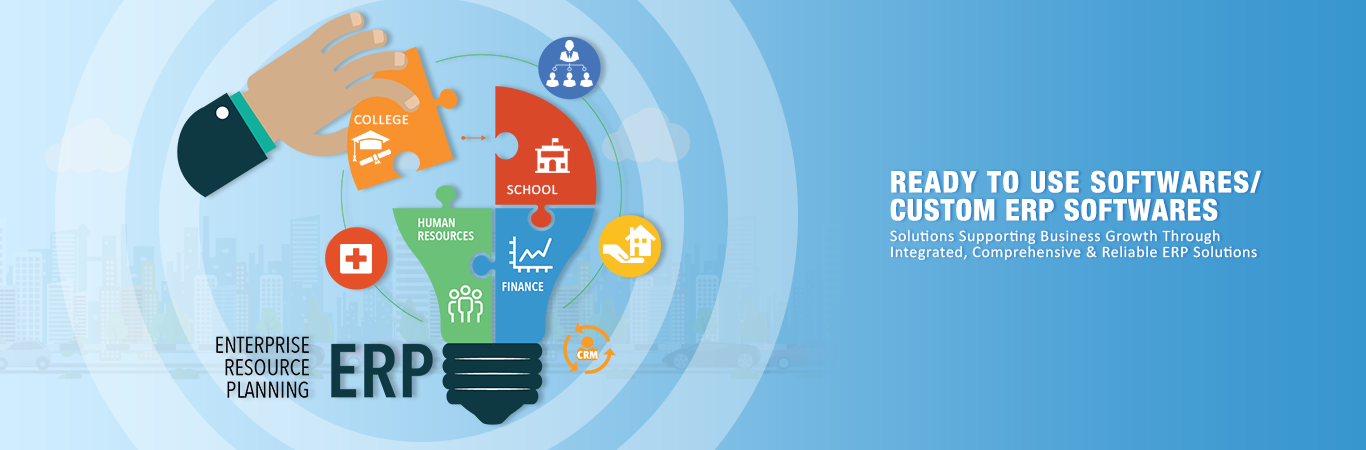 COLLEGE
SCHOOL
HUMAN
RESOURCES
FINANCE
CRM
ENTERPRISE
RESOURCE
PLANNING
ERP
READY TO USE SOFTWARES/
CUSTOM ERP SOFTWARES
Solutions Supporting Business Growth Through
Integrated, Comprehensive & Reliable ERP Solutions